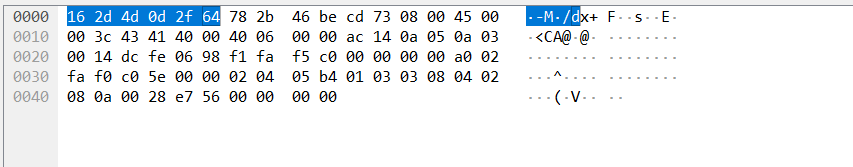 0000 16 2d 4d 0d 2f 64 78 2b 46 be cd 73 08 00 45 00 ·-M·/dx+ F··s··E·
0010 00 3c 43 41 40 00 40 06 00 00 ac 14 0a 05 0a 03 ·<CA@·@· ········
0020 00 14 dc fe 06 98 f1 fa f5 c0 00 00 00 00 a0 02 ········ ········
0030 fa f0 c0 5e 00 00 02 04 05 b4 01 03 03 08 04 02 ···^···· ········
0040 08 0a 00 28 e7 56 00 00 00 00 ···(·V·· ··